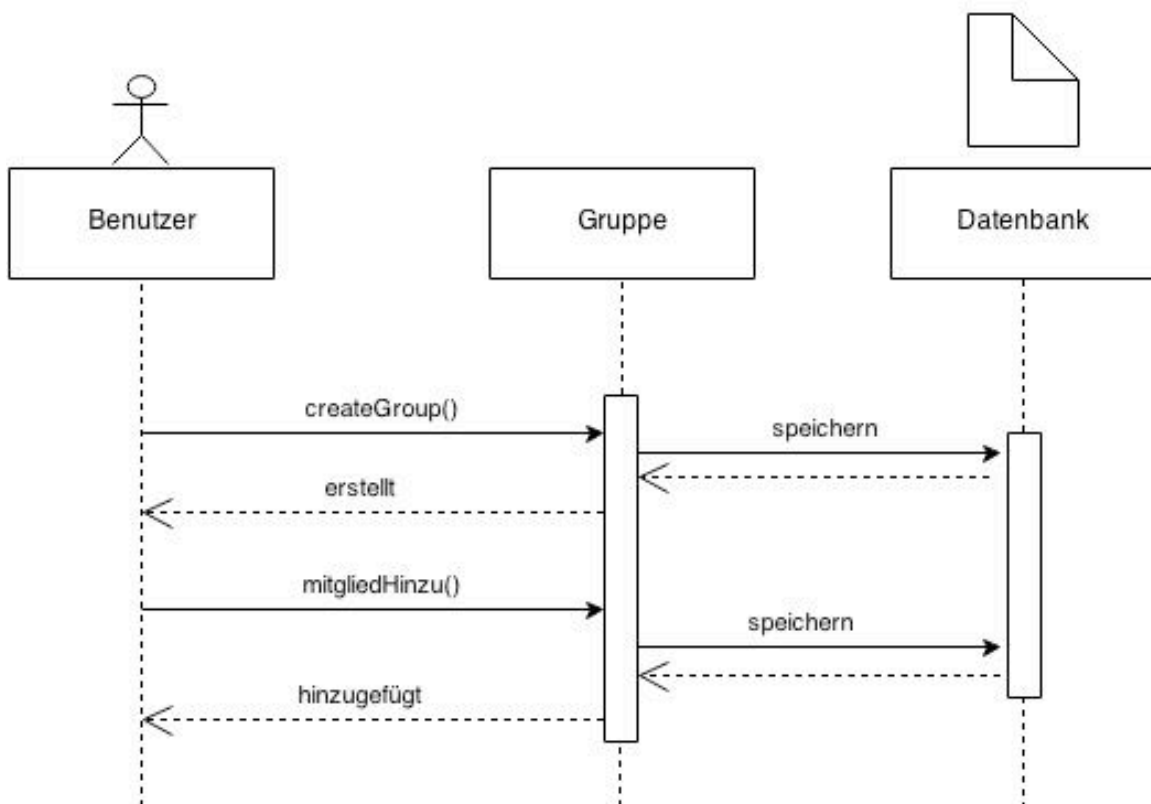 Benutzer
Gruppe
Datenbank
createGroup()
speichern
erstellt
mitgliedHinzu()
speichern
hinzugefügt